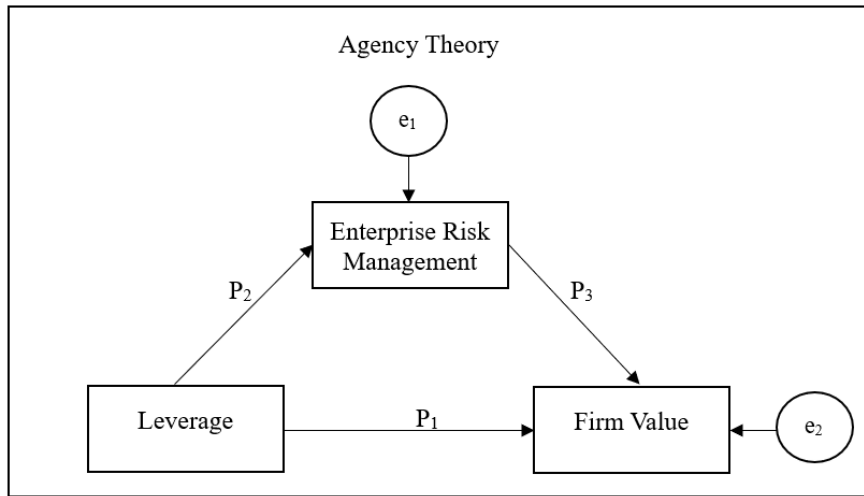 Agency Theory
e₁
Enterprise Risk
Management
P₂
P₃
Leverage
P₁
Firm Value
e₂